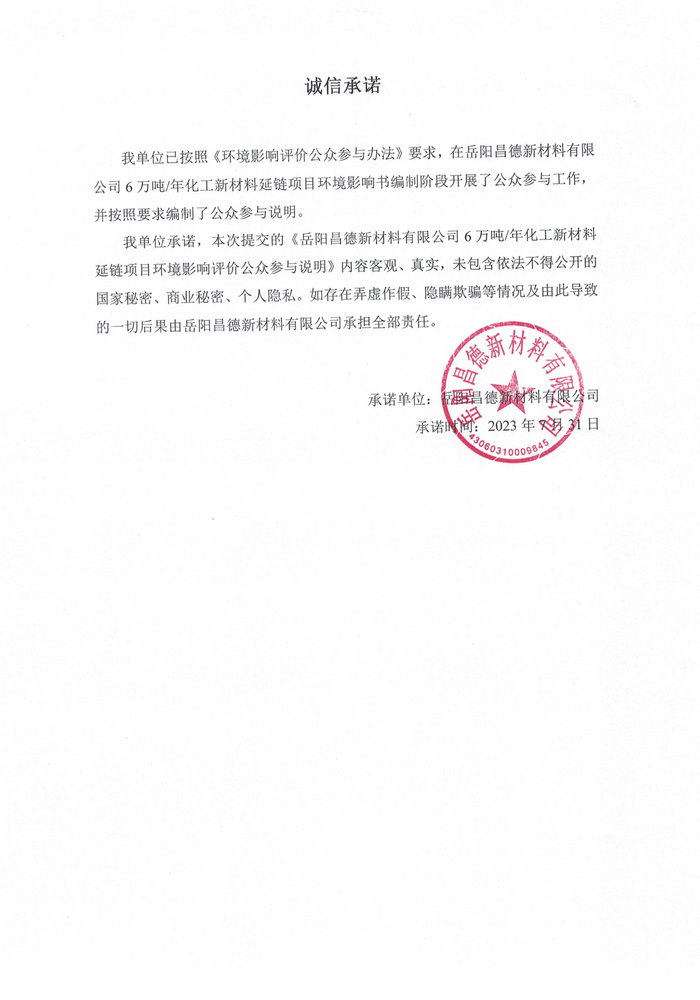 诚信承诺
我单位已按照《环境影响评价公众参与办法》要求，在岳阳昌德新材料有限
公司 6 万吨/年化工新材料延链项目环境影响书编制阶段开展了公众参与工作，
并按照要求编制了公众参与说明。
我单位承诺，本次提交的《岳阳昌德新材料有限公司 6 万吨/年化工新材料
延链项目环境影响评价公众参与说明》内容客观、真实，未包含依法不得公开的
国家秘密、商业秘密、个人隐私。如存在弄虚作假、隐瞒欺骗等情况及由此导致
的一切后果由岳阳昌德新材料有限公司承担全部责任。
承诺单位：岳阳昌德新材料有限公司
承诺时间：2023 年 7 月 31 日
岳阳昌德新材料有限公司
43060310009845